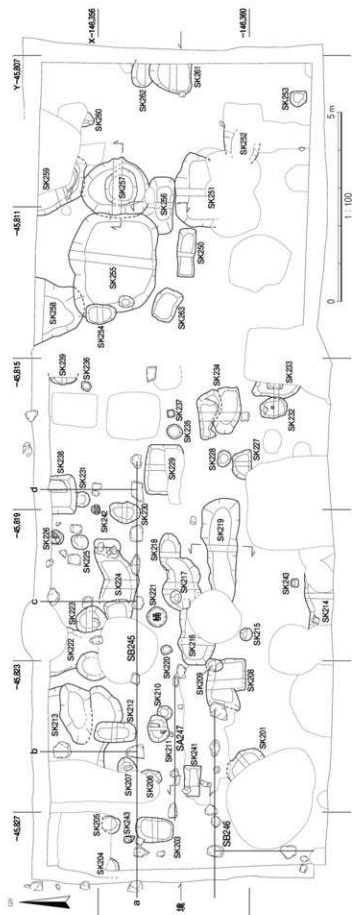 X-146,356
-146,360
Y-45,807
-45,811
-45,815
-45,819
-45,823
-45,827
SK261
SK262
SK253
SK260
SK259
SK257
SK252
SK256
SK251
SK255
SK250
SK258
SK254
SK263
SK239
SK236
SK234
SK233
SK237
SK235
SK232
SK238
SK231
SK229
SK228
SK227
d
SK226
SK242
SK230
SK225
SK218
SK219
SK224
SK221
SK217
SK243
c
SK223
SB245
桶
SK214
SK222
SK216
SK215
SK220
SK209
SK208
SK213
SK212
SK210
SA247
b
SK211
SK241
SK201
SK207
SK206
SK205
SK243
SK203
SB246
SK204
a
境
0
1:100
5m